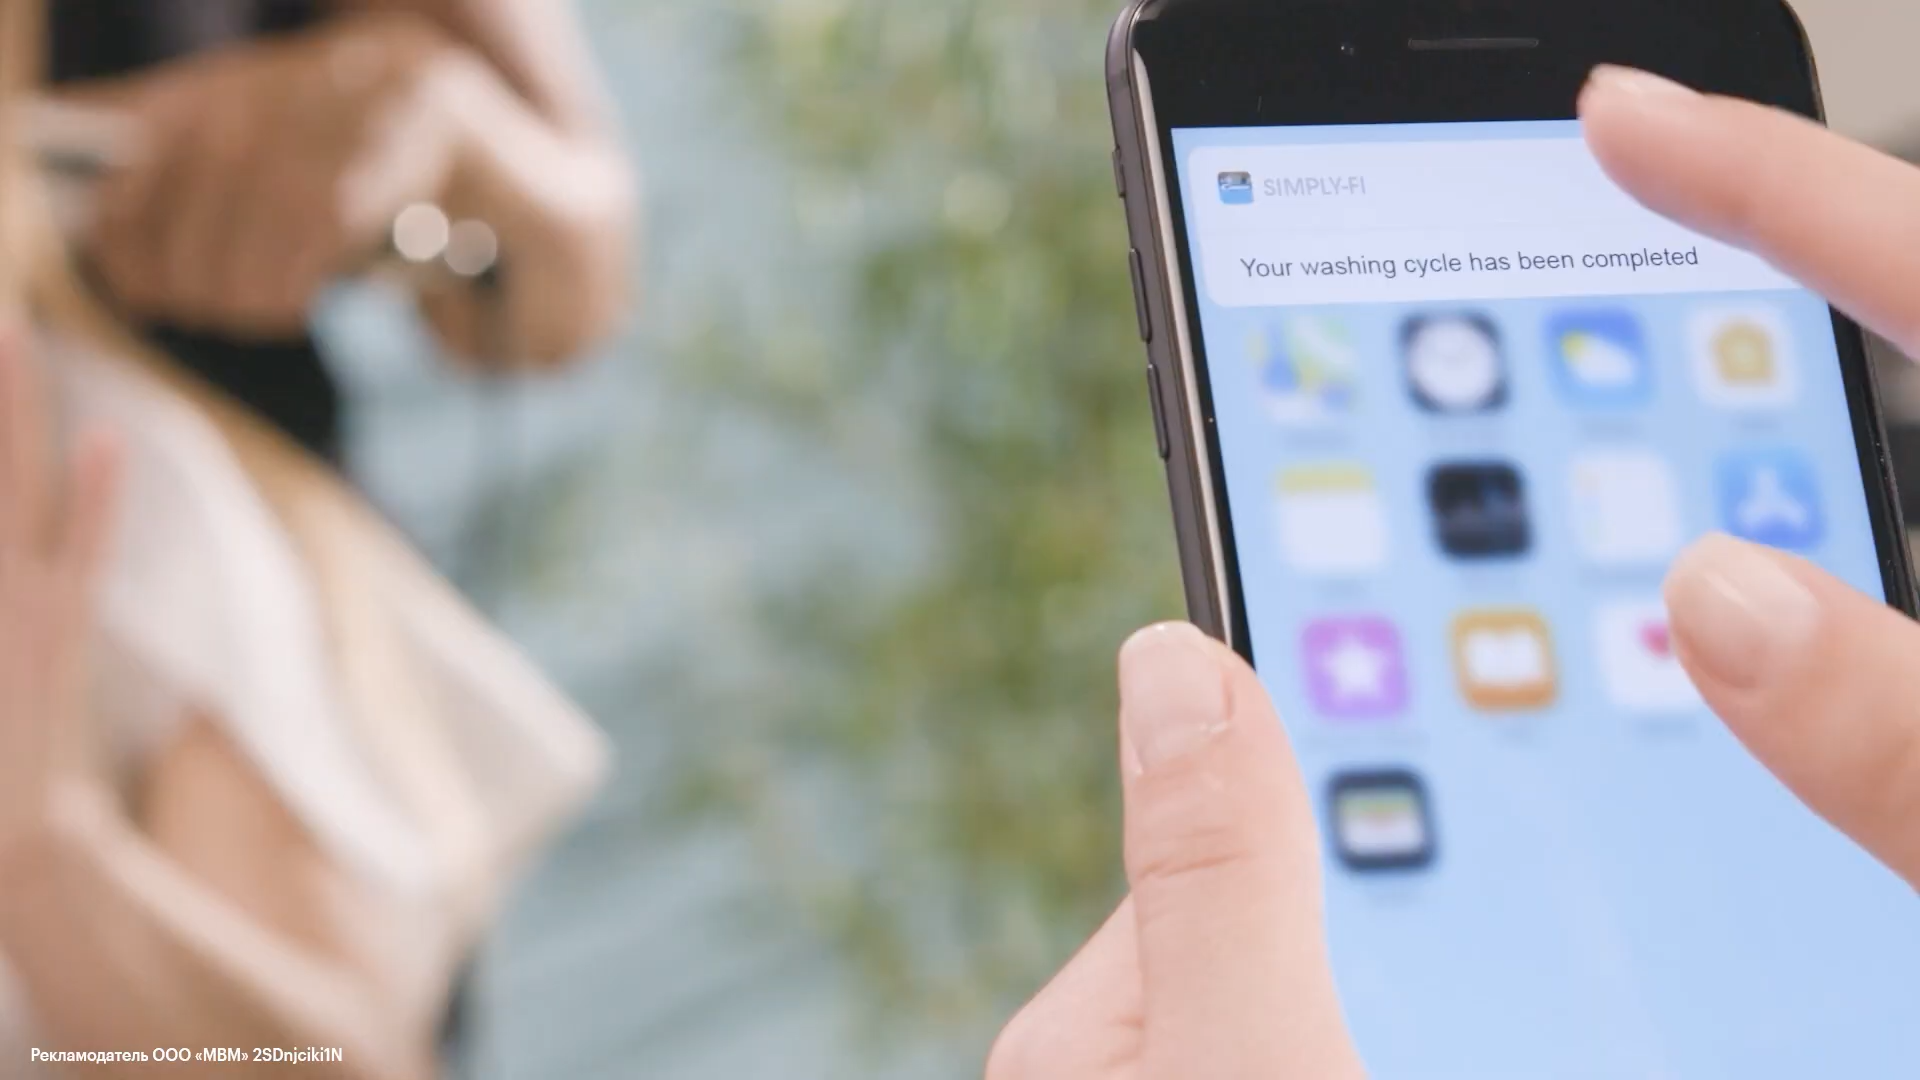 SIMPLY-FI
Your washing cycle has been completed
Рекламодатель ООО «МВМ» 2SDnjciki1N